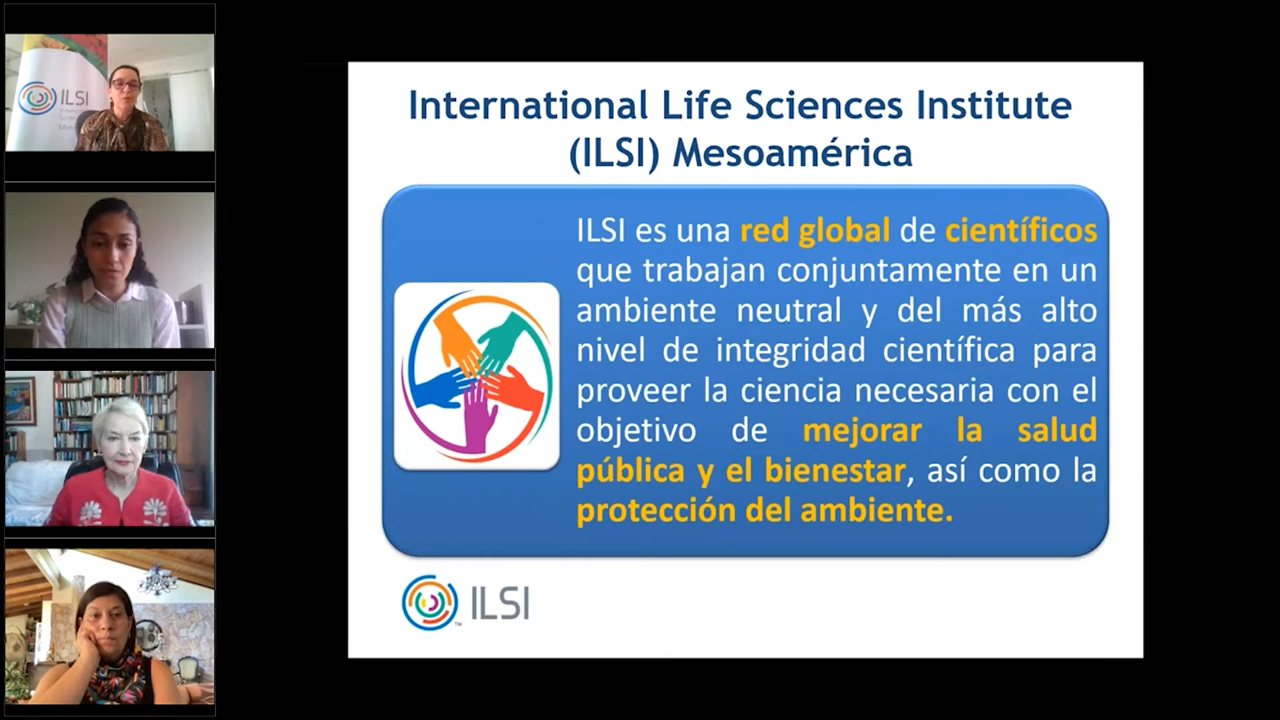 International Life Sciences Institute
(ILSI) Mesoamérica
ILSI es una red global de científicos
que trabajan conjuntamente en un
ambiente neutral y del más alto
nivel de integridad científica para
proveer la ciencia necesaria con el
objetivo de mejorar la salud
pública y el bienestar, así como la
protección del ambiente.
ILSI
ILSI